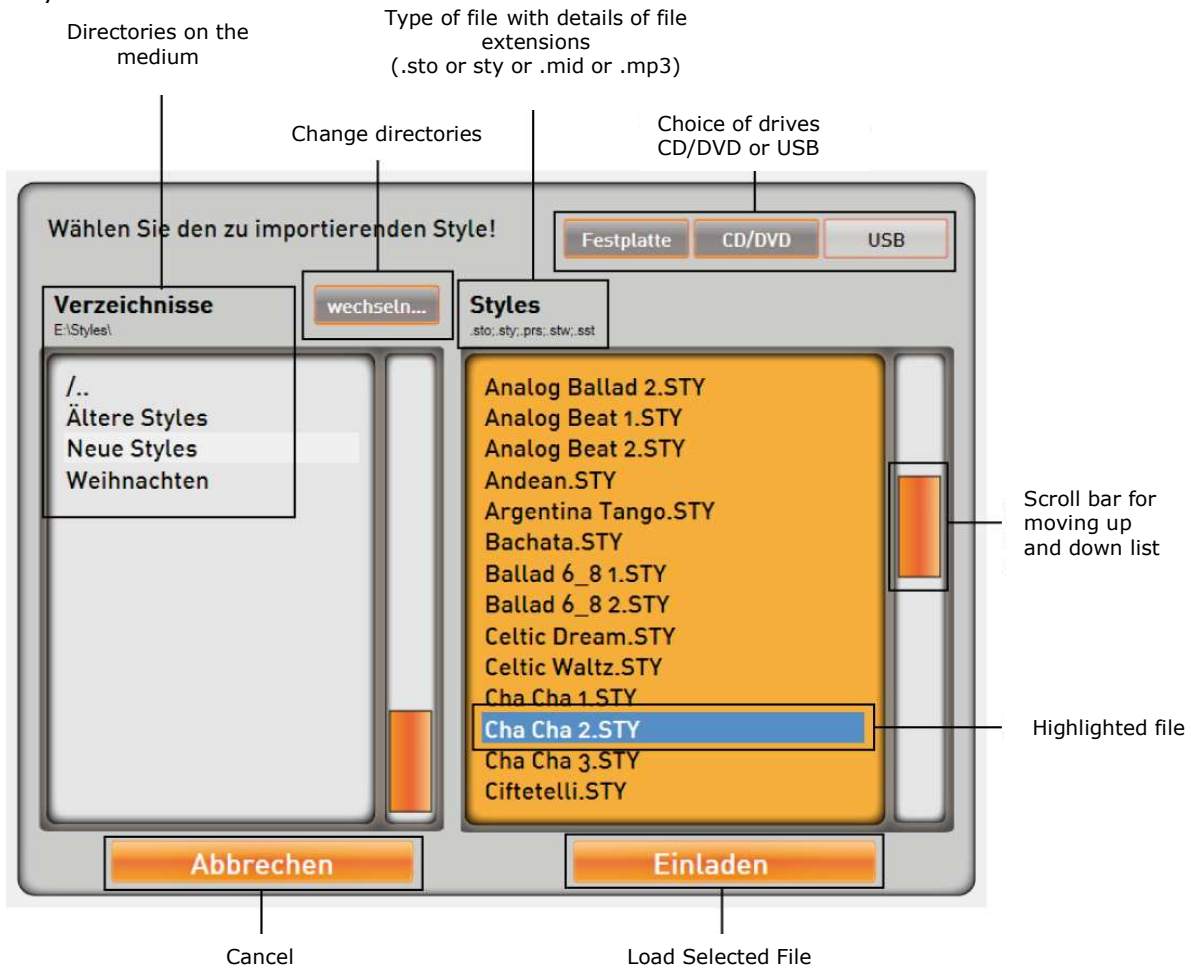 Directories on the
medium
Type of file with details of file
extensions
(.sto or sty or .mid or .mp3)
Change directories
Choice of drives
CD/DVD or USB
Wählen Sie den zu importierenden Style!
Festplatte
CD/DVD
USB
Verzeichnisse
E:\Styles\
wechseln...
Styles
.sto;.sty;.prs;.stw;.sst
/..
Ältere Styles
Neue Styles
Weihnachten
Analog Ballad 2.STY
Analog Beat 1.STY
Analog Beat 2.STY
Andean.STY
Argentina Tango.STY
Bachata.STY
Ballad 6_8 1.STY
Ballad 6_8 2.STY
Celtic Dream.STY
Celtic Waltz.STY
Cha Cha 1.STY
Cha Cha 2.STY
Cha Cha 3.STY
Ciftetelli.STY
Scroll bar for
moving up
and down list
Highlighted file
Abbrechen
Einladen
Cancel
Load Selected File